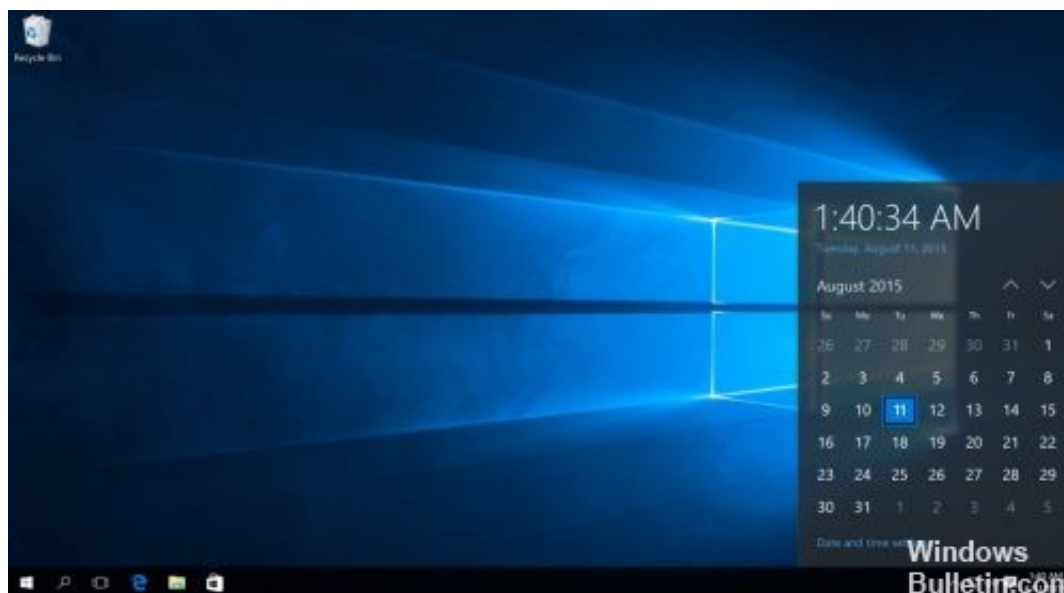 Recycle Bin
1:40:34 AM
Tuesday, August 11, 2015
August 2015
Su Mo Tu We Th Fr Sa
26 27 28 29 30 31 1
2 3 4 5 6 7 8
9 10 11 12 13 14 15
16 17 18 19 20 21 22
23 24 25 26 27 28 29
30 31 1 2 3 4 5
Date and time
Windows
Bulletin.com